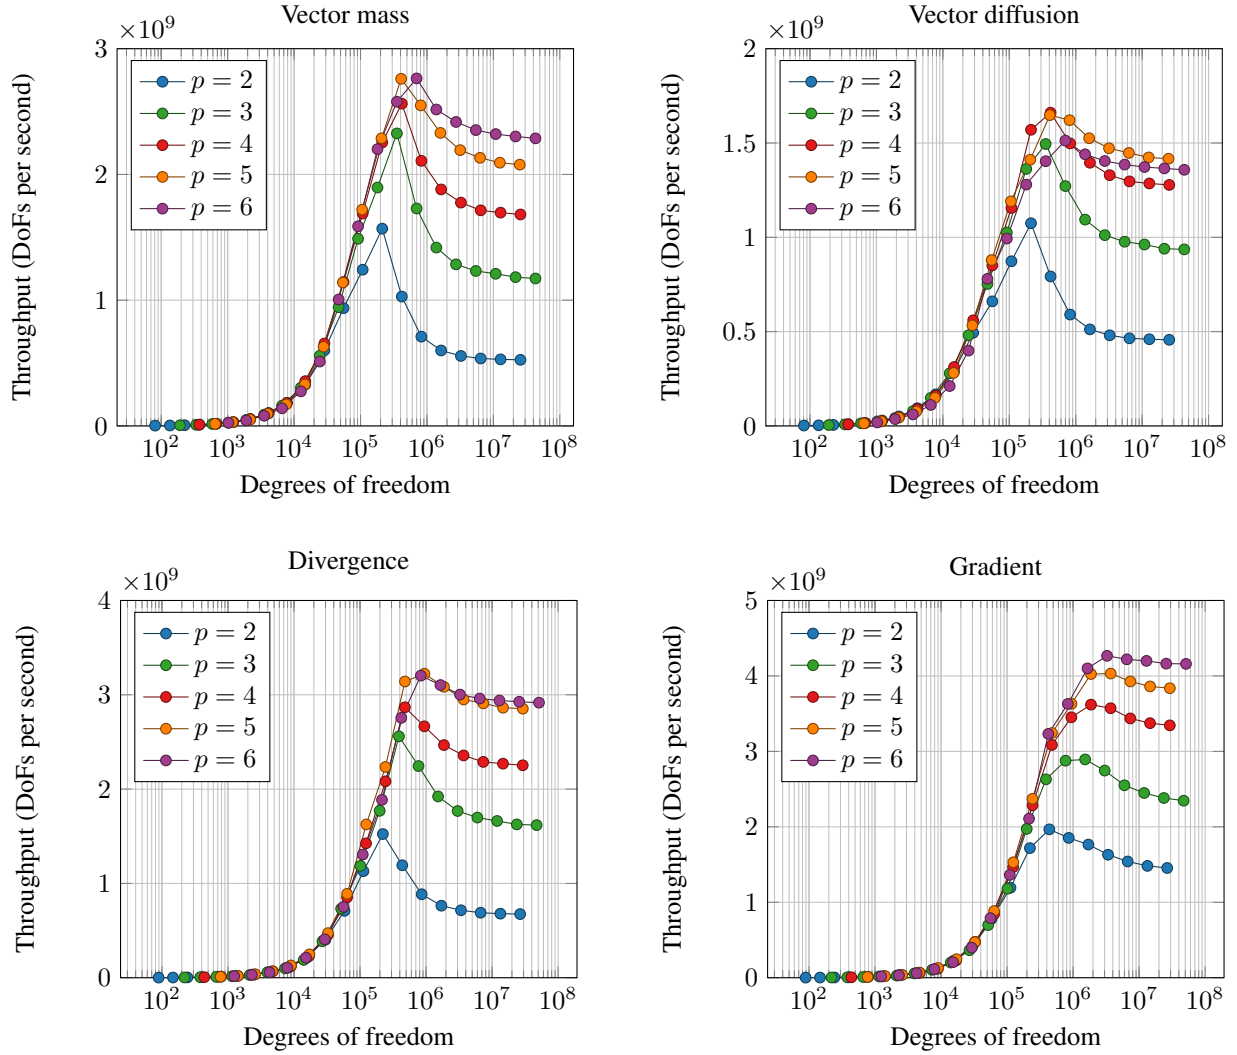 Vector mass
×10^9
Throughput (DoFs per second)
3
2
1
0
p = 2
p = 3
p = 4
p = 5
p = 6
10^2 10^3 10^4 10^5 10^6 10^7 10^8
Degrees of freedom
Vector diffusion
×10^9
Throughput (DoFs per second)
2
1.5
1
0.5
0
p = 2
p = 3
p = 4
p = 5
p = 6
10^2 10^3 10^4 10^5 10^6 10^7 10^8
Degrees of freedom
Divergence
×10^9
Throughput (DoFs per second)
4
3
2
1
0
p = 2
p = 3
p = 4
p = 5
p = 6
10^2 10^3 10^4 10^5 10^6 10^7 10^8
Degrees of freedom
Gradient
×10^9
Throughput (DoFs per second)
5
4
3
2
1
0
p = 2
p = 3
p = 4
p = 5
p = 6
10^2 10^3 10^4 10^5 10^6 10^7 10^8
Degrees of freedom